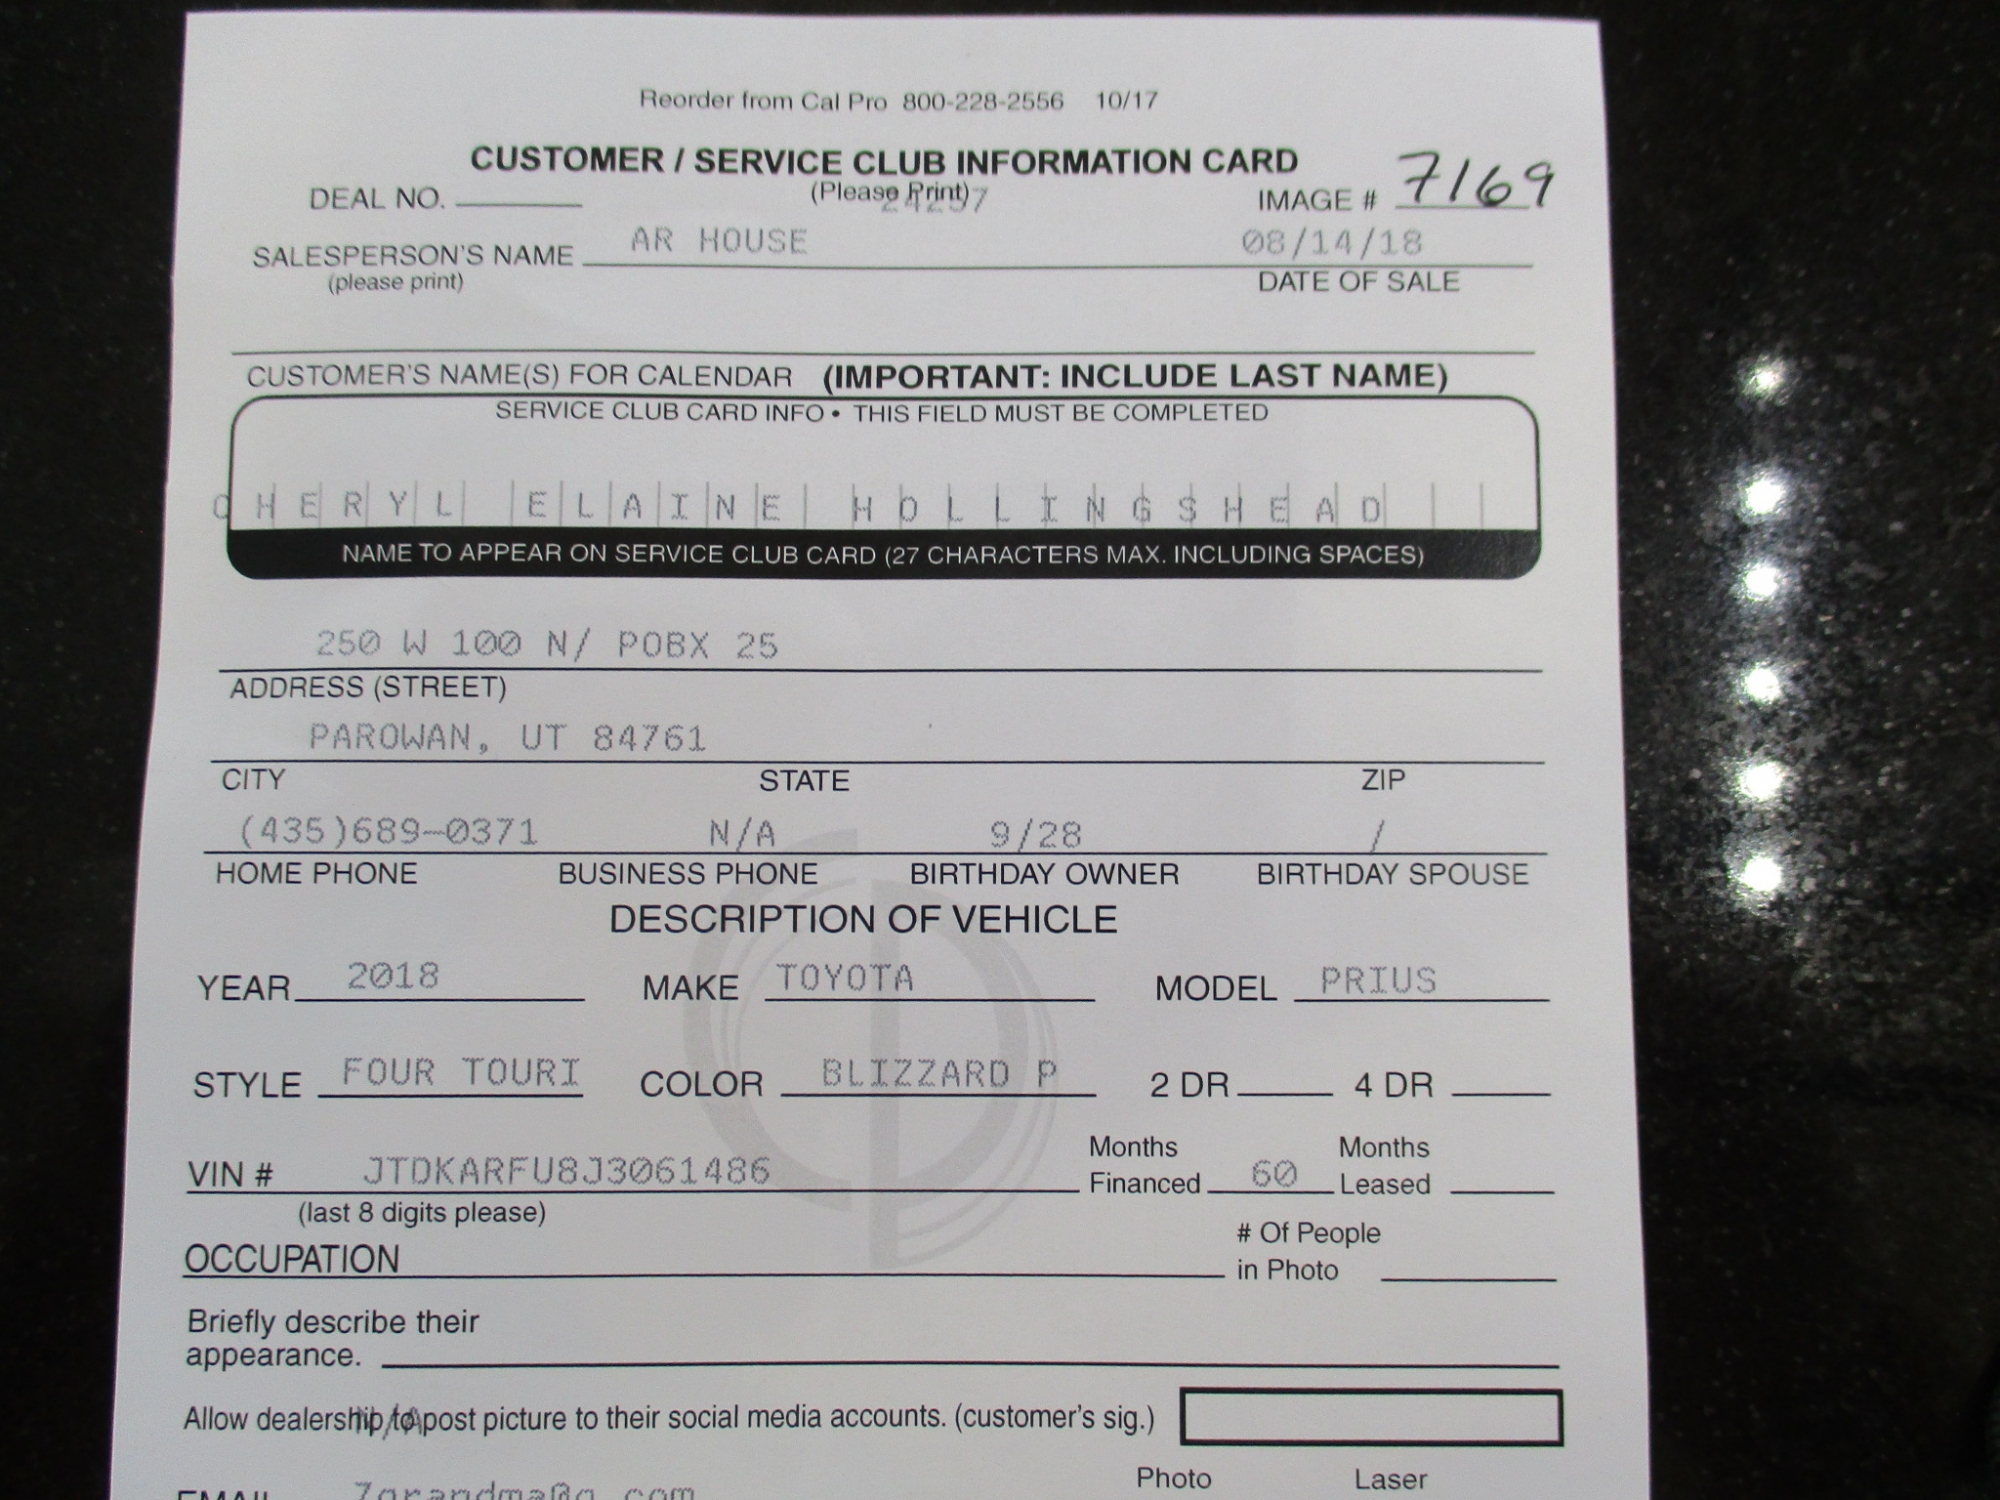 Reorder from Cal Pro 800-228-2556 10/17
CUSTOMER / SERVICE CLUB INFORMATION CARD
DEAL NO. (Please Print) 24257 IMAGE # 7169
SALESPERSON'S NAME AR HOUSE 08/14/18
(please print) DATE OF SALE
CUSTOMER'S NAME(S) FOR CALENDAR (IMPORTANT: INCLUDE LAST NAME)
SERVICE CLUB CARD INFO • THIS FIELD MUST BE COMPLETED
CHERYL ELAINE HOLLINGSHEAD
NAME TO APPEAR ON SERVICE CLUB CARD (27 CHARACTERS MAX. INCLUDING SPACES)
250 W 100 N/ POBX 25
ADDRESS (STREET)
PAROWAN, UT 84761
CITY STATE ZIP
(435)689-0371 N/A 9/28 /
HOME PHONE BUSINESS PHONE BIRTHDAY OWNER BIRTHDAY SPOUSE
DESCRIPTION OF VEHICLE
YEAR 2018 MAKE TOYOTA MODEL PRIUS
STYLE FOUR TOURI COLOR BLIZZARD P 2 DR 4 DR
Months Months
VIN # JTDKARFU8J3061486 Financed 60 Leased
(last 8 digits please)
# Of People
OCCUPATION in Photo
Briefly describe their
appearance.
Allow dealership to post picture to their social media accounts. (customer's sig.)
N/A
Photo Laser
EMAIL